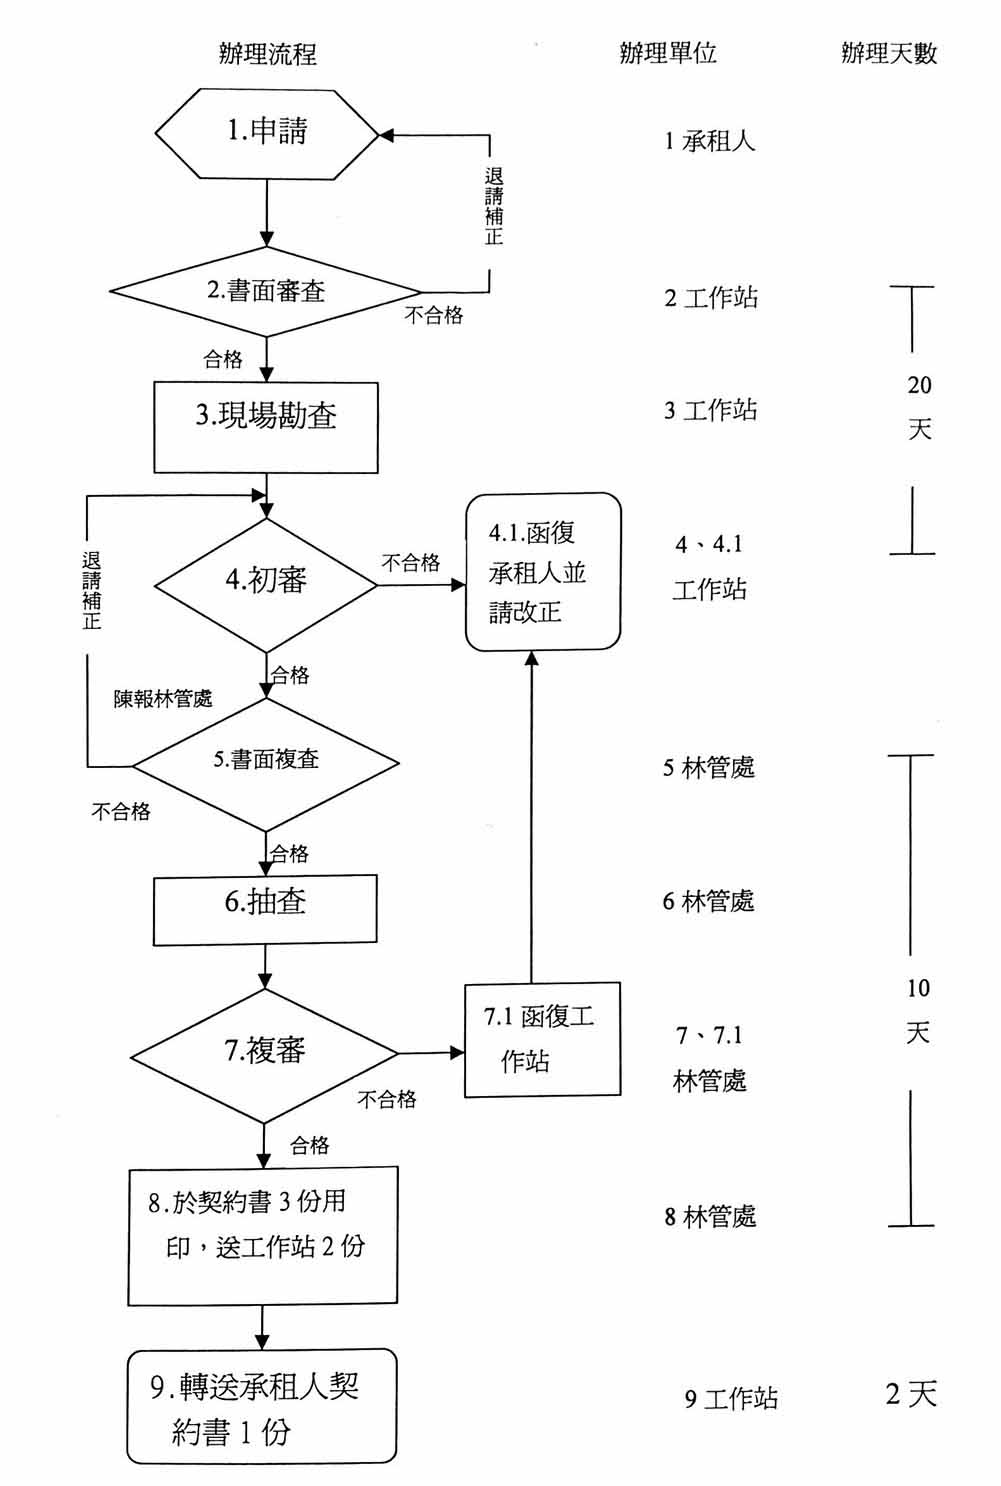 辦理流程 辦理單位 辦理天數
1.申請
1 承租人
退請補正
2.書面審查
不合格
2 工作站
合格
3.現場勘查
3 工作站
20
天
退請補正
4.初審
不合格
4.1.函復
承租人並
請改正
4、4.1
工作站
合格
陳報林管處
5.書面複查
不合格
5 林管處
合格
6.抽查
6 林管處
7.複審
不合格
7.1 函復工
作站
7、7.1
林管處
10
天
合格
8.於契約書 3 份用
印，送工作站 2 份
8 林管處
9.轉送承租人契
約書 1 份
9 工作站
2 天